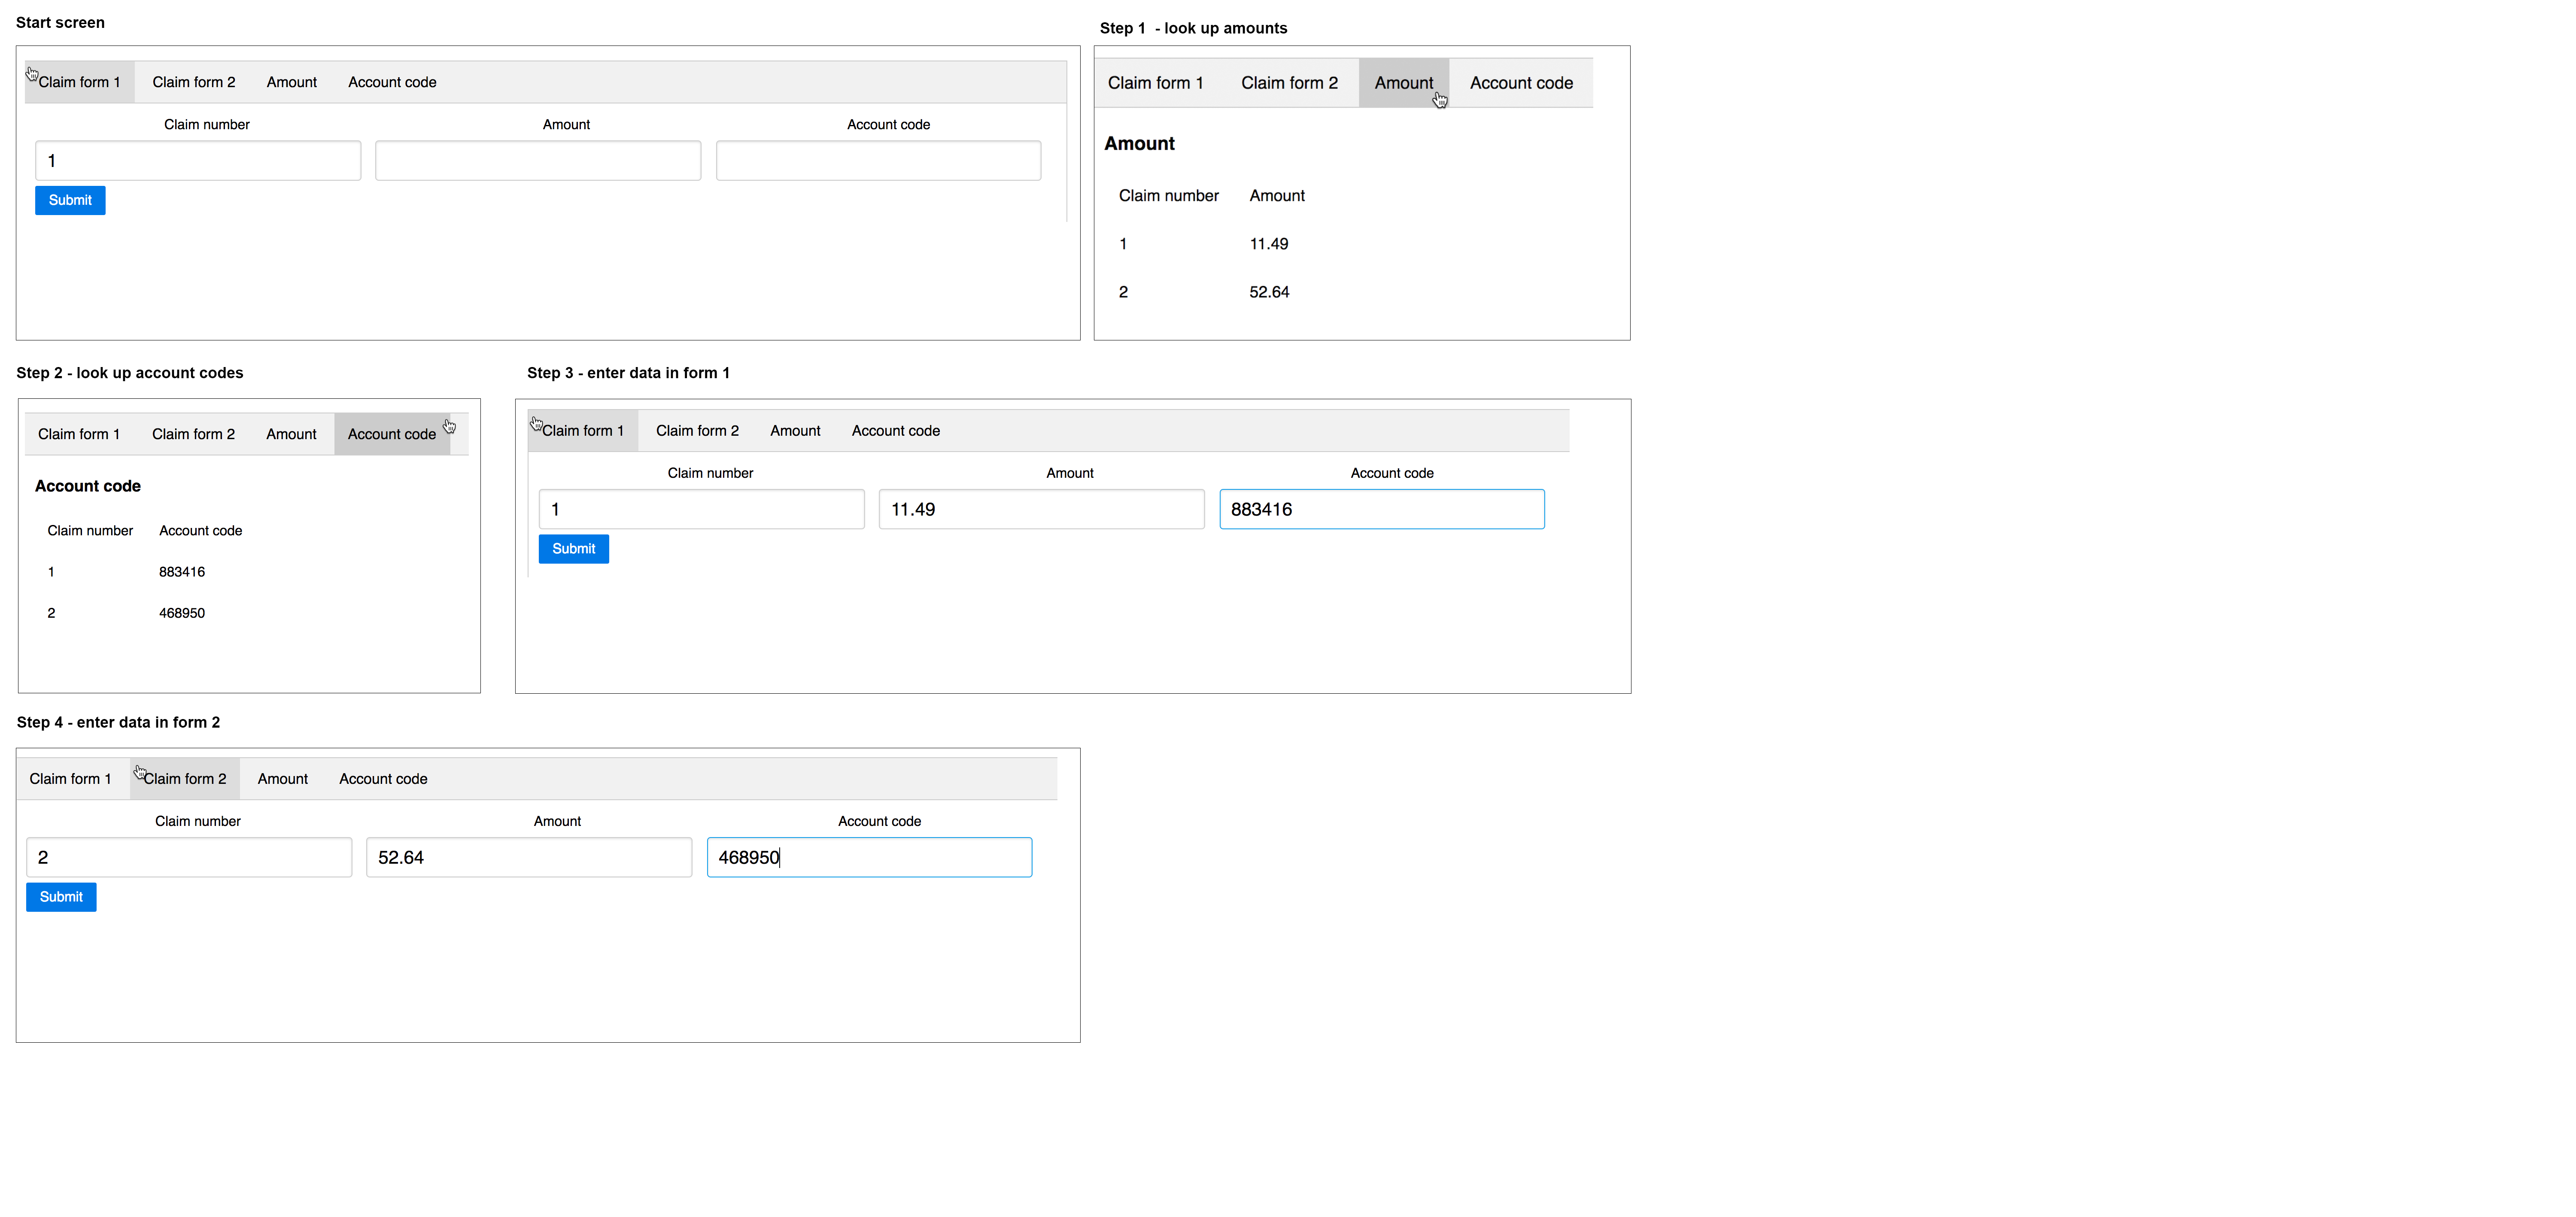 Start screen
Claim form 1 Claim form 2 Amount Account code
Claim number Amount Account code
1
Submit
Step 1 - look up amounts
Claim form 1 Claim form 2 Amount Account code
Amount
Claim number Amount
1 11.49
2 52.64
Step 2 - look up account codes
Claim form 1 Claim form 2 Amount Account code
Account code
Claim number Account code
1 883416
2 468950
Step 3 - enter data in form 1
Claim form 1 Claim form 2 Amount Account code
Claim number Amount Account code
1 11.49 883416
Submit
Step 4 - enter data in form 2
Claim form 1 Claim form 2 Amount Account code
Claim number Amount Account code
2 52.64 468950
Submit